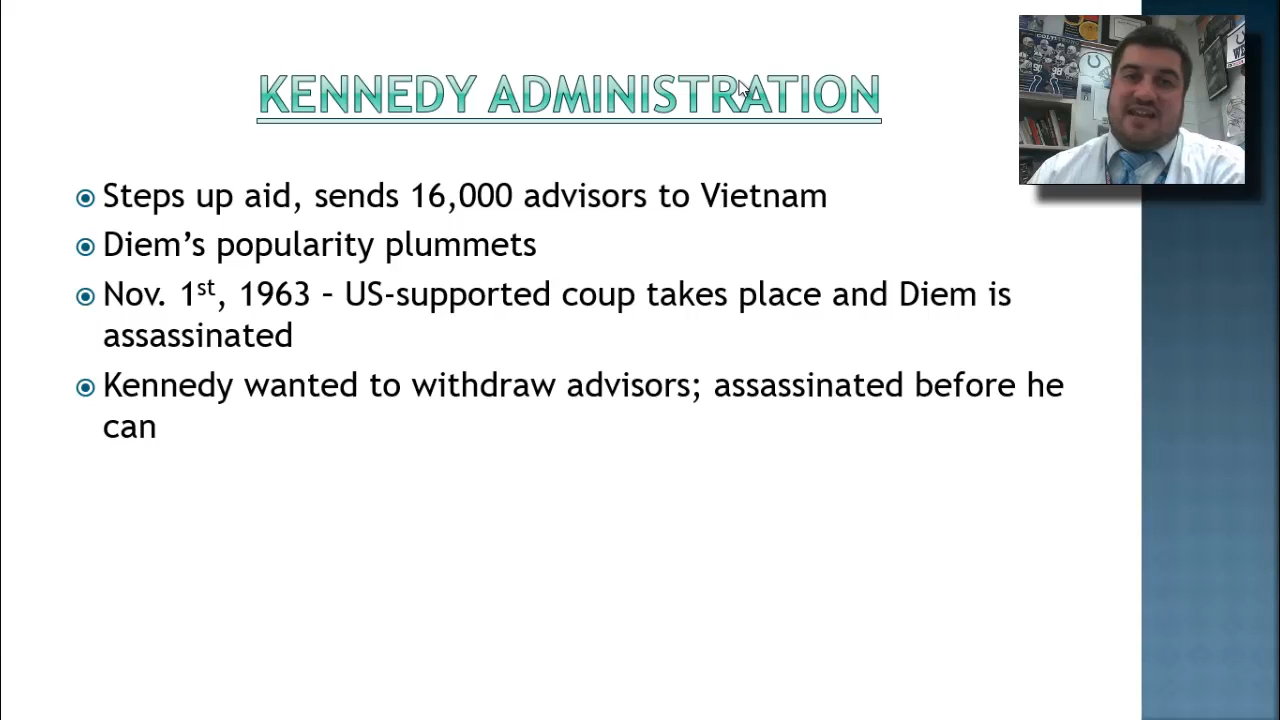 KENNEDY ADMINISTRATION
Steps up aid, sends 16,000 advisors to Vietnam
Diem’s popularity plummets
Nov. 1st, 1963 – US-supported coup takes place and Diem is
assassinated
Kennedy wanted to withdraw advisors; assassinated before he
can